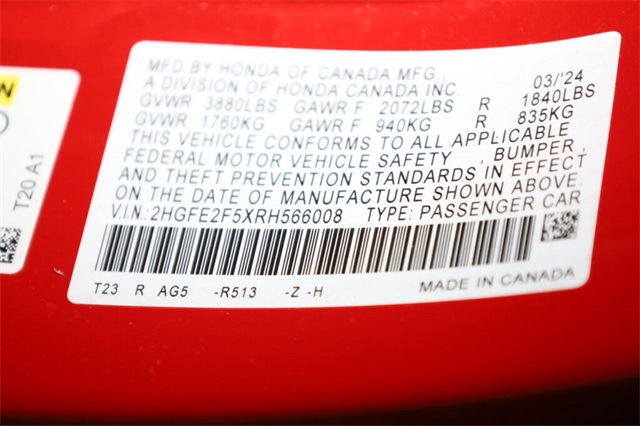 MFD BY HONDA OF CANADA MFG.,
A DIVISION OF HONDA CANADA INC. 03/'24
GVWR 3880LBS GAWR F 2072LBS R 1840LBS
GVWR 1760KG GAWR F 940KG R 835KG
THIS VEHICLE CONFORMS TO ALL APPLICABLE
FEDERAL MOTOR VEHICLE SAFETY , BUMPER,
AND THEFT PREVENTION STANDARDS IN EFFECT
ON THE DATE OF MANUFACTURE SHOWN ABOVE.
V.I.N.: 2HGFE2F5XRH566008 TYPE: PASSENGER CAR
T23 R AG5 -R513 -Z -H MADE IN CANADA
T20 A1